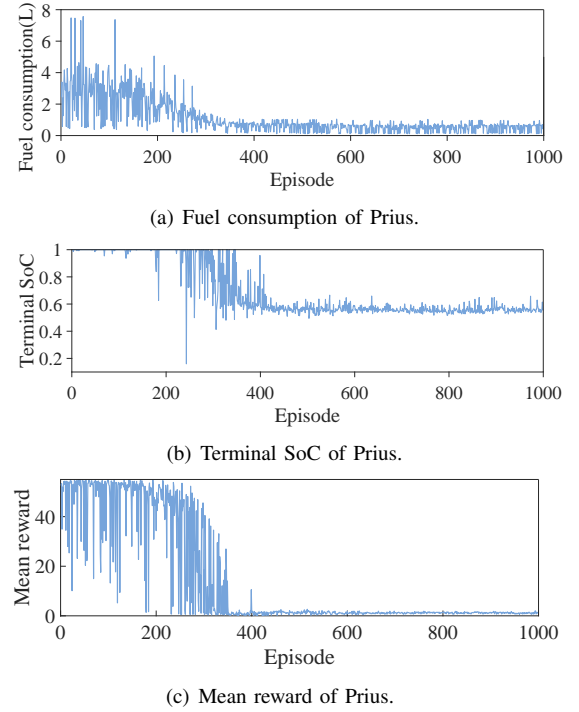 Fuel consumption(L)
8
6
4
2
0
0 200 400 600 800 1000
Episode
(a) Fuel consumption of Prius.
Terminal SoC
1
0.8
0.6
0.4
0.2
0 200 400 600 800 1000
Episode
(b) Terminal SoC of Prius.
Mean reward
40
20
0
0 200 400 600 800 1000
Episode
(c) Mean reward of Prius.